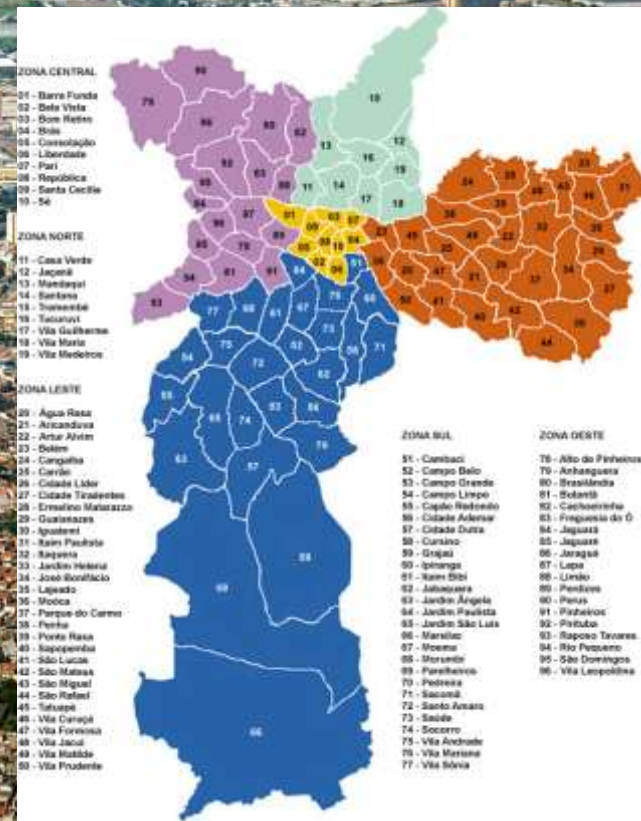 ZONA CENTRAL
01 - Barra Funda
02 - Bela Vista
03 - Bom Retiro
04 - Brás
05 - Consolação
06 - Liberdade
07 - Pari
08 - República
09 - Santa Cecília
10 - Sé
ZONA NORTE
11 - Casa Verde
12 - Jaçanã
13 - Mandaqui
14 - Santana
15 - Tremembé
16 - Tucuruvi
17 - Vila Guilherme
18 - Vila Maria
19 - Vila Medeiros
ZONA LESTE
20 - Água Rasa
21 - Aricanduva
22 - Artur Alvim
23 - Belém
24 - Cangaíba
25 - Carrão
26 - Cidade Líder
27 - Cidade Tiradentes
28 - Ermelino Matarazzo
29 - Guaianazes
30 - Iguatemi
31 - Itaim Paulista
32 - Itaquera
33 - Jardim Helena
34 - José Bonifácio
35 - Lajeado
36 - Moóca
37 - Parque do Carmo
38 - Penha
39 - Ponte Rasa
40 - Sapopemba
41 - São Lucas
42 - São Mateus
43 - São Miguel
44 - São Rafael
45 - Tatuapé
46 - Vila Curuçá
47 - Vila Formosa
48 - Vila Jacuí
49 - Vila Matilde
50 - Vila Prudente
ZONA SUL
51 - Cambuci
52 - Campo Belo
53 - Campo Grande
54 - Campo Limpo
55 - Capão Redondo
56 - Cidade Ademar
57 - Cidade Dutra
58 - Cursino
59 - Grajaú
60 - Ipiranga
61 - Itaim Bibi
62 - Jabaquara
63 - Jardim Ângela
64 - Jardim Paulista
65 - Jardim São Luís
66 - Marsilac
67 - Moema
68 - Morumbi
69 - Parelheiros
70 - Pedreira
71 - Sacomã
72 - Santo Amaro
73 - Saúde
74 - Socorro
75 - Vila Andrade
76 - Vila Mariana
77 - Vila Sônia
ZONA OESTE
78 - Alto de Pinheiros
79 - Anhanguera
80 - Brasilândia
81 - Butantã
82 - Cachoeirinha
83 - Freguesia do Ó
84 - Jaguara
85 - Jaguaré
86 - Jaraguá
87 - Lapa
88 - Limão
89 - Perdizes
90 - Perus
91 - Pinheiros
92 - Pirituba
93 - Raposo Tavares
94 - Rio Pequeno
95 - São Domingos
96 - Vila Leopoldina